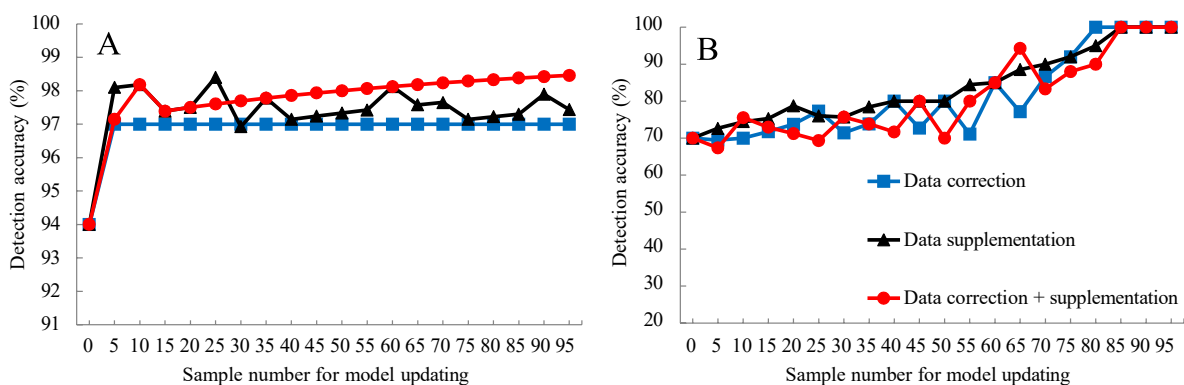 A
Detection accuracy (%)
100
99
98
97
96
95
94
93
92
91
0 5 10 15 20 25 30 35 40 45 50 55 60 65 70 75 80 85 90 95
Sample number for model updating
B
Detection accuracy (%)
100
90
80
70
60
50
40
30
20
Data correction
Data supplementation
Data correction + supplementation
0 5 10 15 20 25 30 35 40 45 50 55 60 65 70 75 80 85 90 95
Sample number for model updating